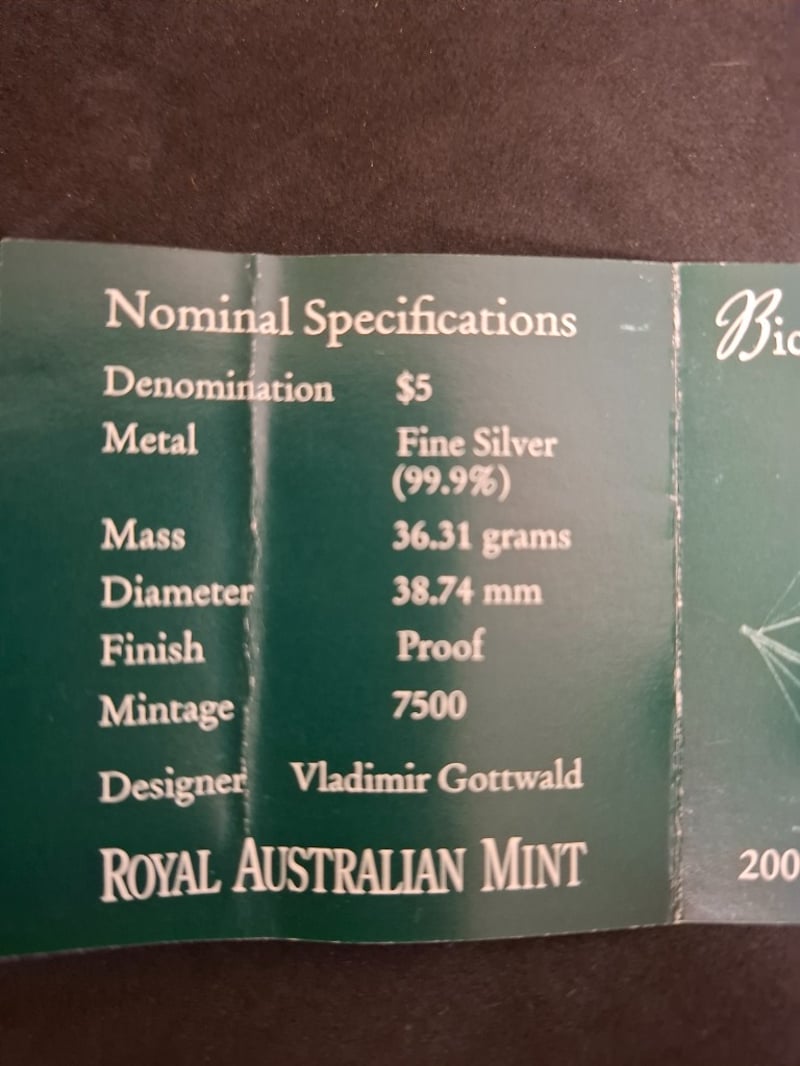 Nominal Specifications
Denomination $5
Metal Fine Silver
(99.9%)
Mass 36.31 grams
Diameter 38.74 mm
Finish Proof
Mintage 7500
Designer Vladimir Gottwald
ROYAL AUSTRALIAN MINT